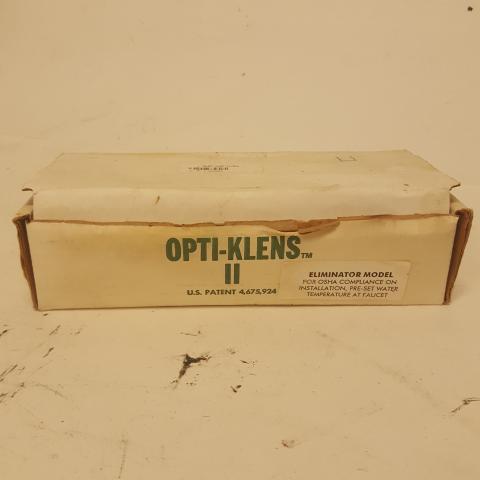 OPTI-KLENS™
II
U.S. PATENT 4,675,924
ELIMINATOR MODEL
FOR OSHA COMPLIANCE ON
INSTALLATION, PRE-SET WATER
TEMPERATURE AT FAUCET